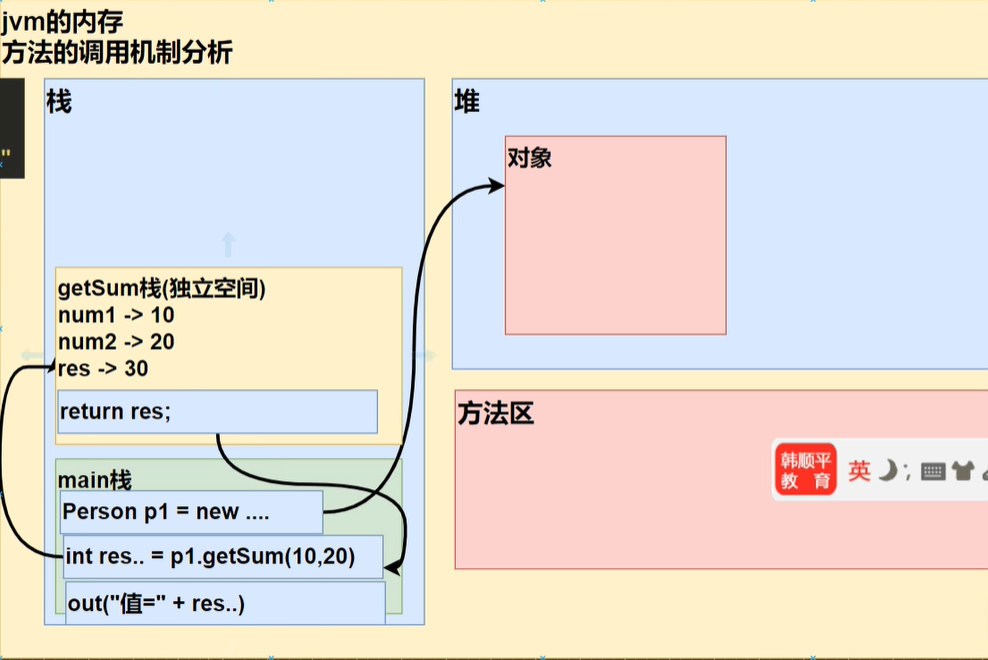 jvm的内存
方法的调用机制分析
"
栈
getSum栈(独立空间)
num1 -> 10
num2 -> 20
res -> 30
return res;
main栈
Person p1 = new ....
int res.. = p1.getSum(10,20)
out("值=" + res..)
堆
对象
方法区
韩顺平
教 育
英 ;